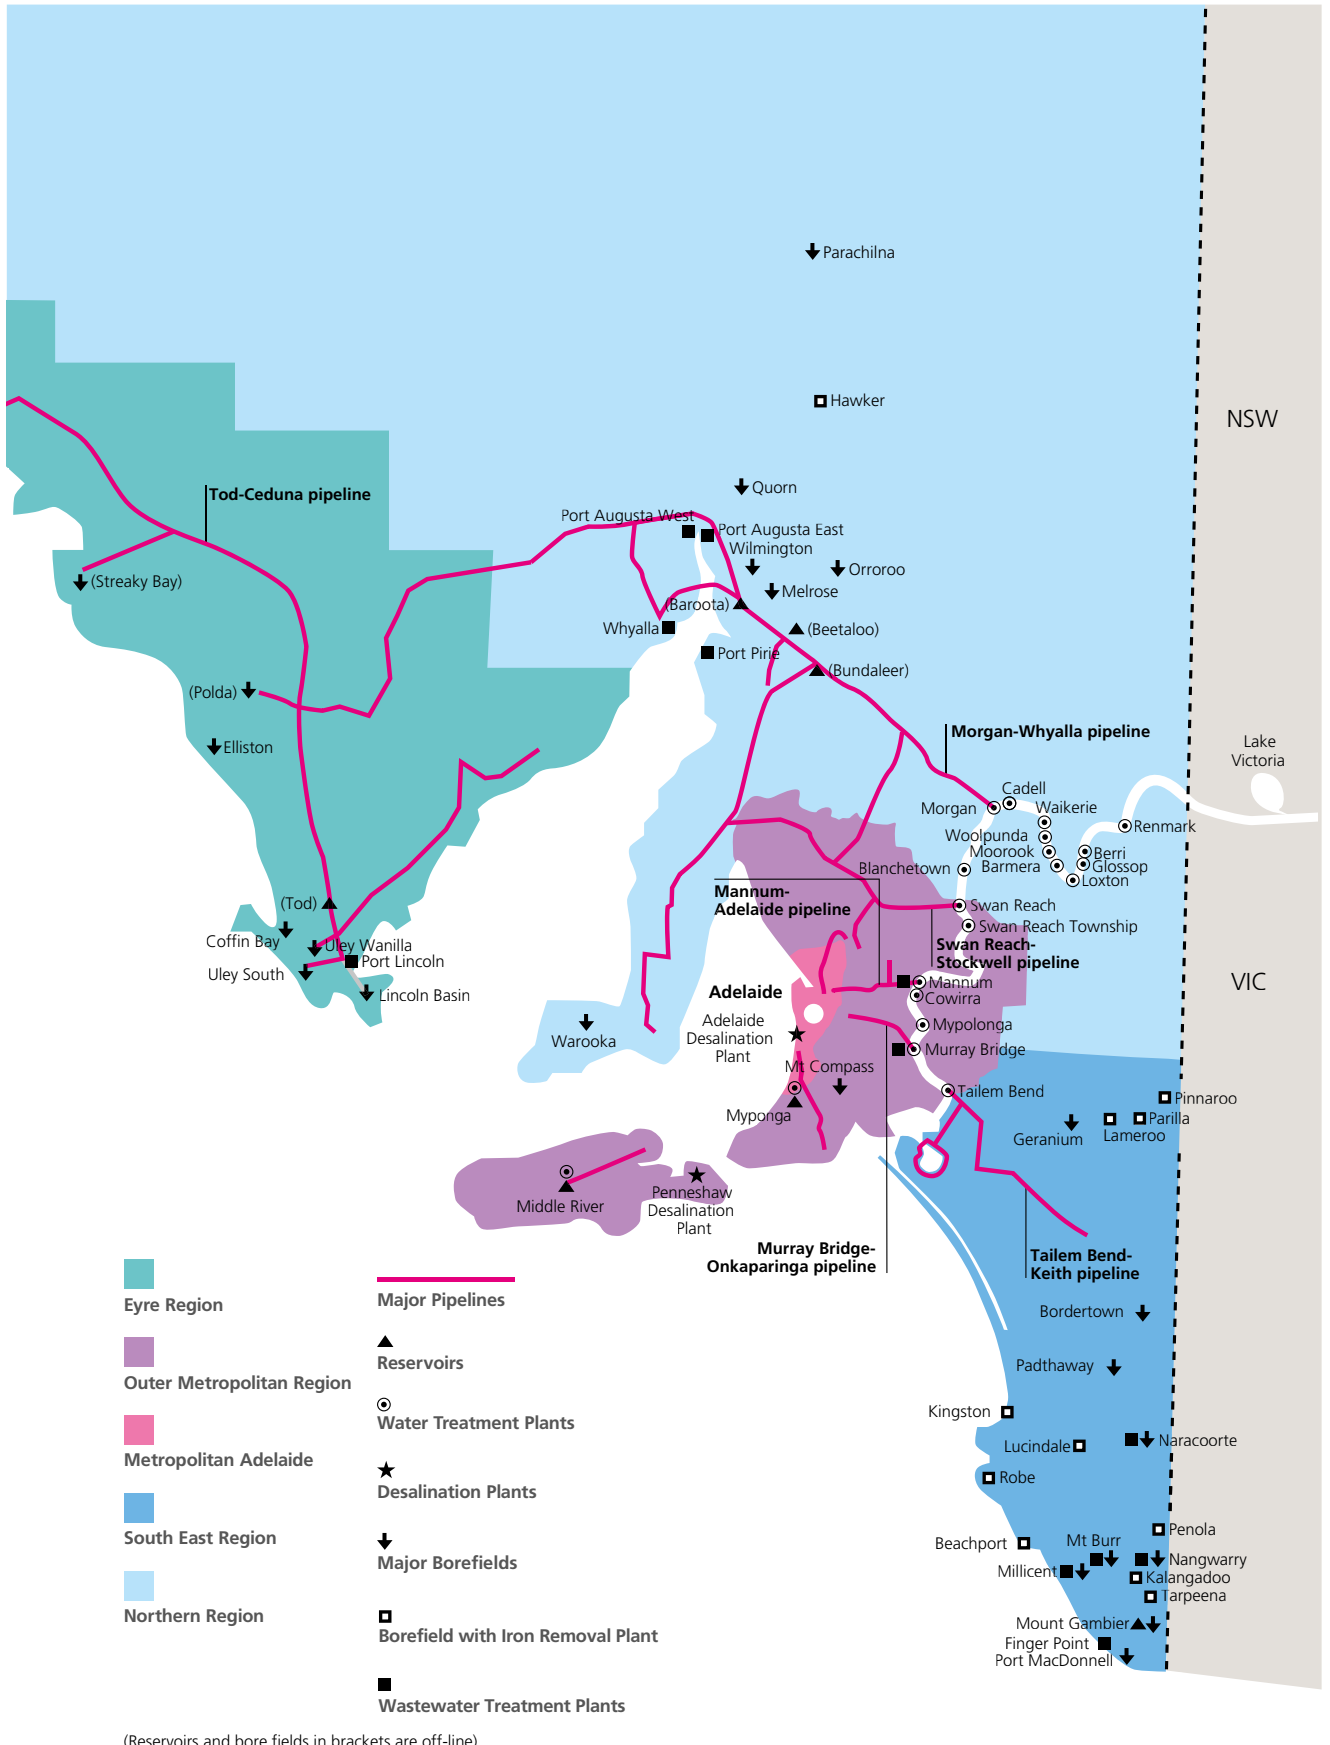 Parachilna
Hawker
NSW
Quorn
Tod-Ceduna pipeline
Port Augusta West
Port Augusta East
Wilmington
Orroroo
(Streaky Bay)
Melrose
(Baroota)
Whyalla
(Beetaloo)
Port Pirie
(Bundaleer)
(Polda)
Elliston
Morgan-Whyalla pipeline
Lake
Victoria
Cadell
Morgan
Waikerie
Renmark
Woolpunda
Moorook
Berri
Blanchetown
Barmera
Glossop
Loxton
Mannum-
Adelaide pipeline
(Tod)
Swan Reach
Swan Reach Township
Coffin Bay
Uley Wanilla
Swan Reach-
Stockwell pipeline
Port Lincoln
Uley South
Mannum
VIC
Lincoln Basin
Adelaide
Cowirra
Adelaide
Desalination
Plant
Mypolonga
Warooka
Murray Bridge
Mt Compass
Tailem Bend
Pinnaroo
Myponga
Parilla
Geranium
Lameroo
Middle River
Penneshaw
Desalination
Plant
Murray Bridge-
Onkaparinga pipeline
Tailem Bend-
Keith pipeline
Bordertown
Padthaway
Kingston
Lucindale
Naracoorte
Robe
Penola
Beachport
Mt Burr
Nangwarry
Millicent
Kalangadoo
Tarpeena
Mount Gambier
Finger Point
Port MacDonnell
Eyre Region
Outer Metropolitan Region
Metropolitan Adelaide
South East Region
Northern Region
Major Pipelines
Reservoirs
Water Treatment Plants
Desalination Plants
Major Borefields
Borefield with Iron Removal Plant
Wastewater Treatment Plants
(Reservoirs and bore fields in brackets are off-line)